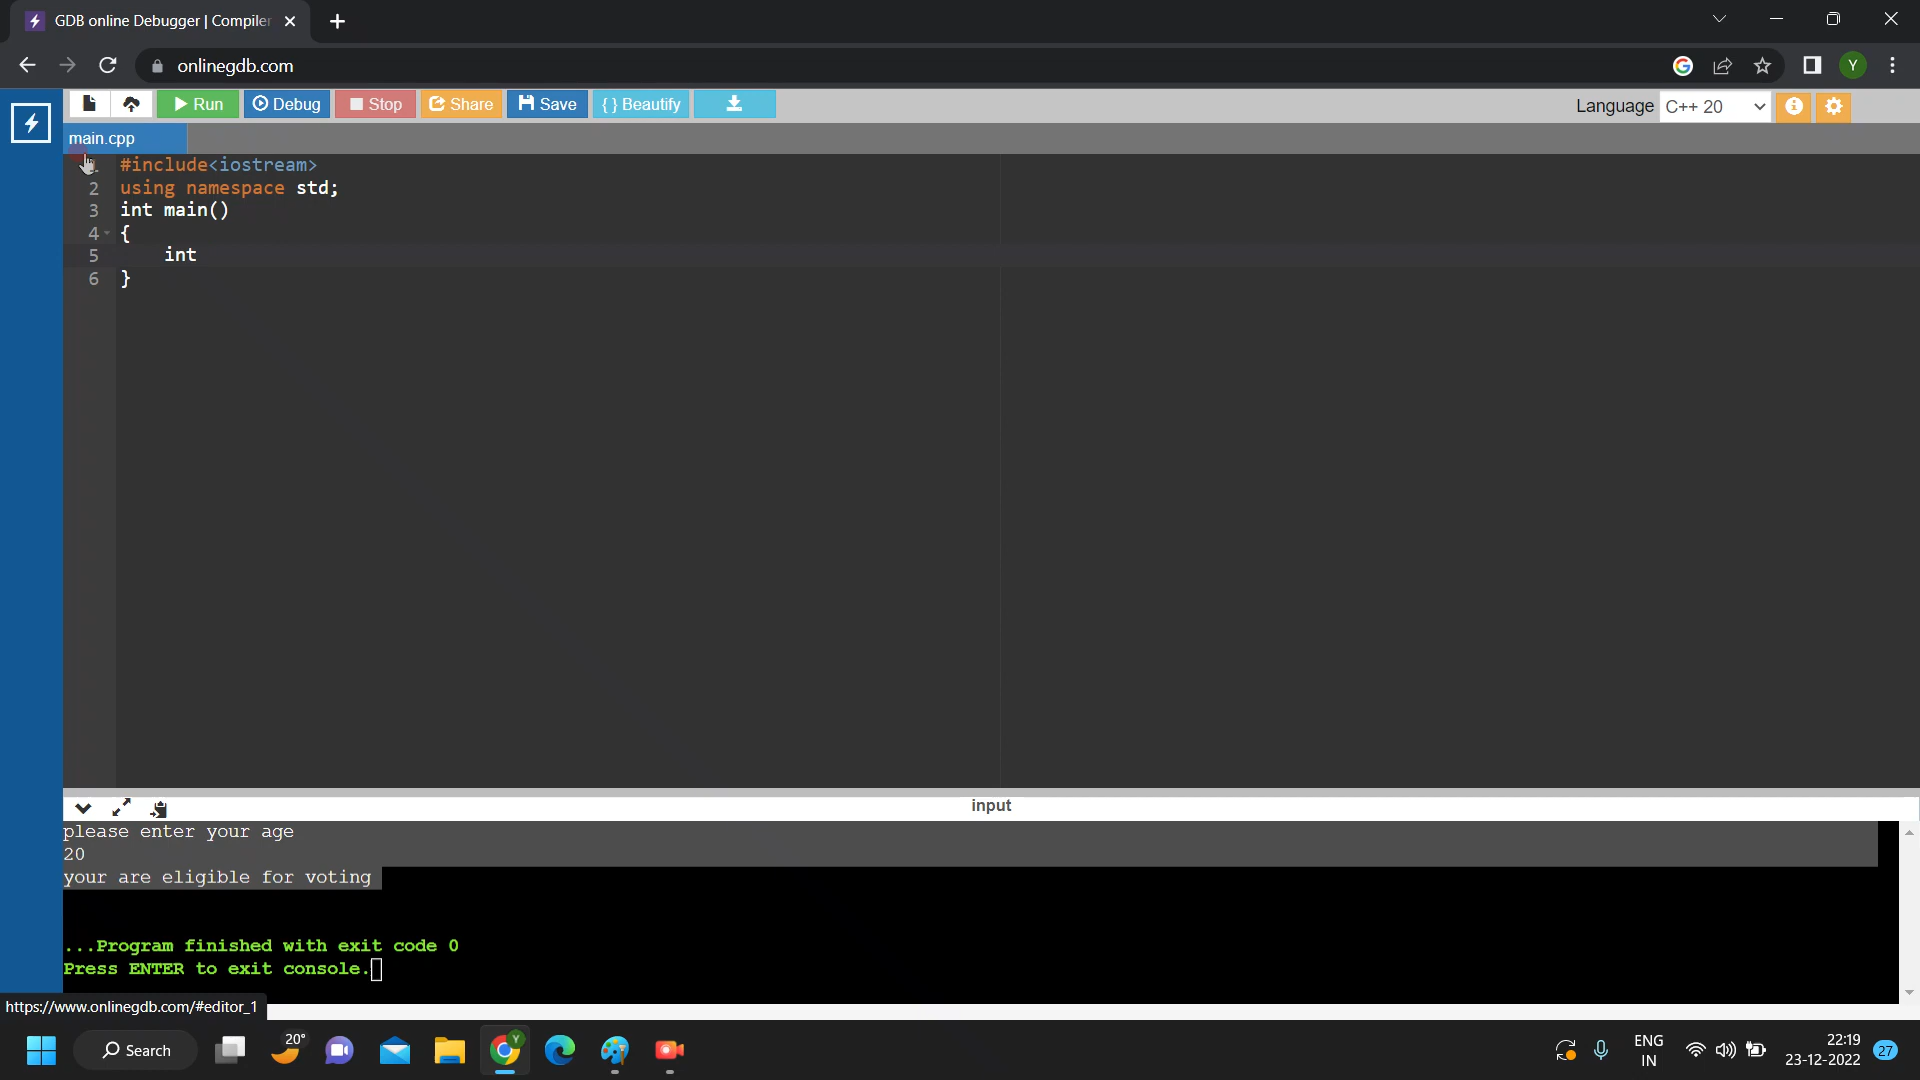 GDB online Debugger | Compiler
onlinegdb.com
Y
Run Debug Stop Share Save { } Beautify
Language C++ 20
main.cpp
#include<iostream>
2 using namespace std;
3 int main()
4 {
5 int
6 }
input
please enter your age
20
your are eligible for voting
...Program finished with exit code 0
Press ENTER to exit console.
https://www.onlinegdb.com/#editor_1
Search
20°
Y
ENG
IN
22:19
23-12-2022
27